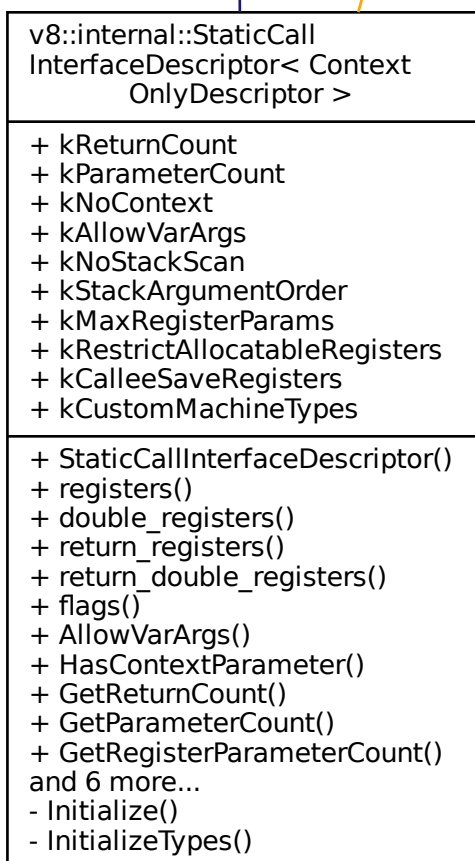 v8::internal::StaticCall
InterfaceDescriptor< Context
OnlyDescriptor >
+ kReturnCount
+ kParameterCount
+ kNoContext
+ kAllowVarArgs
+ kNoStackScan
+ kStackArgumentOrder
+ kMaxRegisterParams
+ kRestrictAllocatableRegisters
+ kCalleeSaveRegisters
+ kCustomMachineTypes
+ StaticCallInterfaceDescriptor()
+ registers()
+ double_registers()
+ return_registers()
+ return_double_registers()
+ flags()
+ AllowVarArgs()
+ HasContextParameter()
+ GetReturnCount()
+ GetParameterCount()
+ GetRegisterParameterCount()
and 6 more...
- Initialize()
- InitializeTypes()